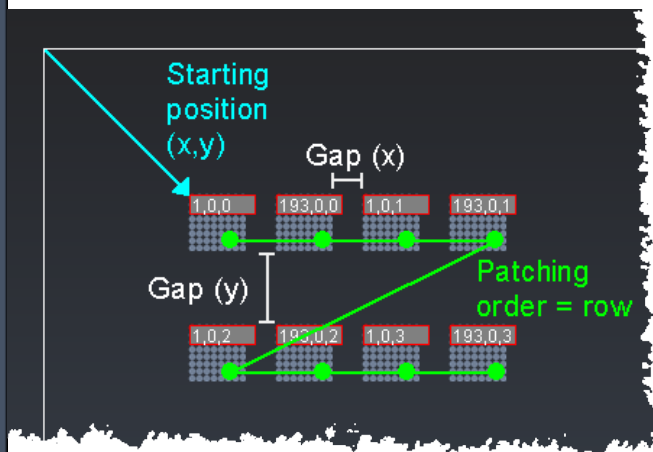 Starting
position
(x,y)
Gap (x)
1,0,0 193,0,0 1,0,1 193,0,1
Gap (y)
Patching
order = row
1,0,2 193,0,2 1,0,3 193,0,3